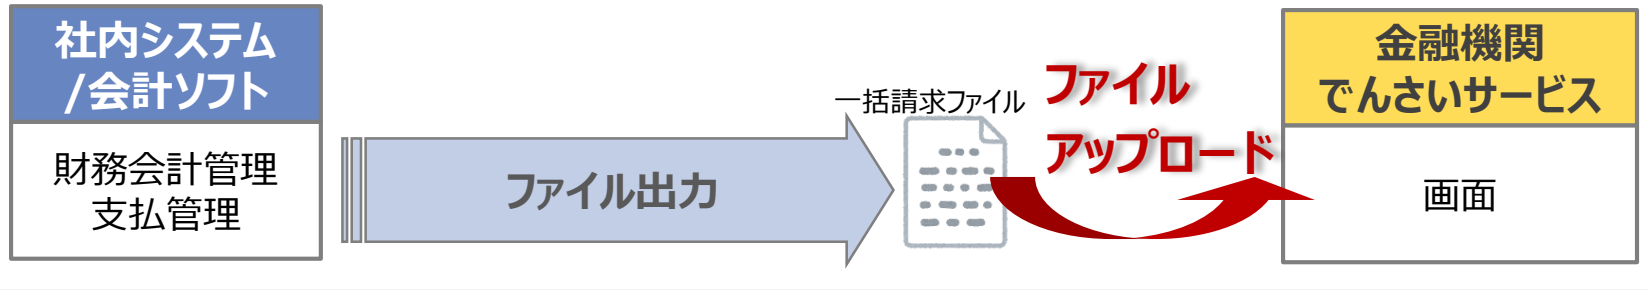 社内システム
/会計ソフト
財務会計管理
支払管理
ファイル出力
一括請求ファイル
ファイル
アップロード
金融機関
でんさいサービス
画面